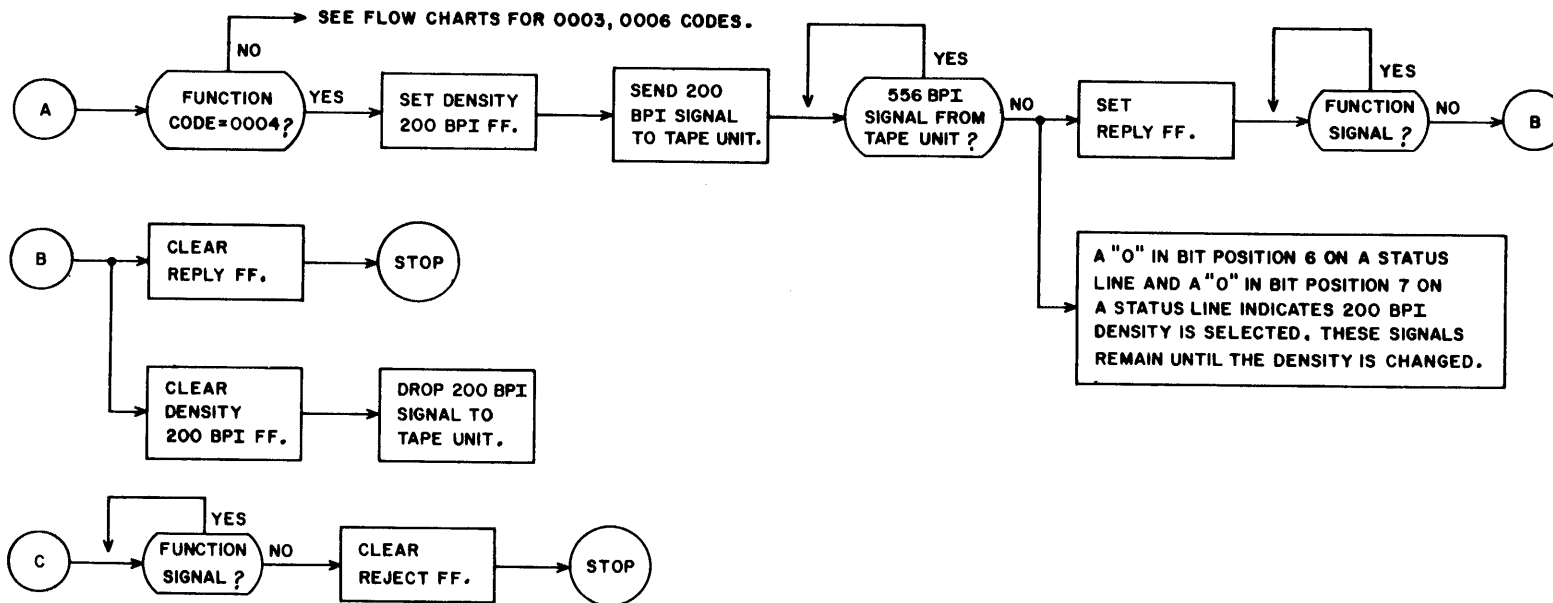 SEE FLOW CHARTS FOR 0003, 0006 CODES.
NO
A
FUNCTION
CODE=0004?
YES
SET DENSITY
200 BPI FF.
SEND 200
BPI SIGNAL
TO TAPE UNIT.
YES
556 BPI
SIGNAL FROM
TAPE UNIT?
NO
SET
REPLY FF.
YES
FUNCTION
SIGNAL?
NO
B
A "O" IN BIT POSITION 6 ON A STATUS
LINE AND A "O" IN BIT POSITION 7 ON
A STATUS LINE INDICATES 200 BPI
DENSITY IS SELECTED. THESE SIGNALS
REMAIN UNTIL THE DENSITY IS CHANGED.
B
CLEAR
REPLY FF.
STOP
CLEAR
DENSITY
200 BPI FF.
DROP 200 BPI
SIGNAL TO
TAPE UNIT.
C
YES
FUNCTION
SIGNAL?
NO
CLEAR
REJECT FF.
STOP